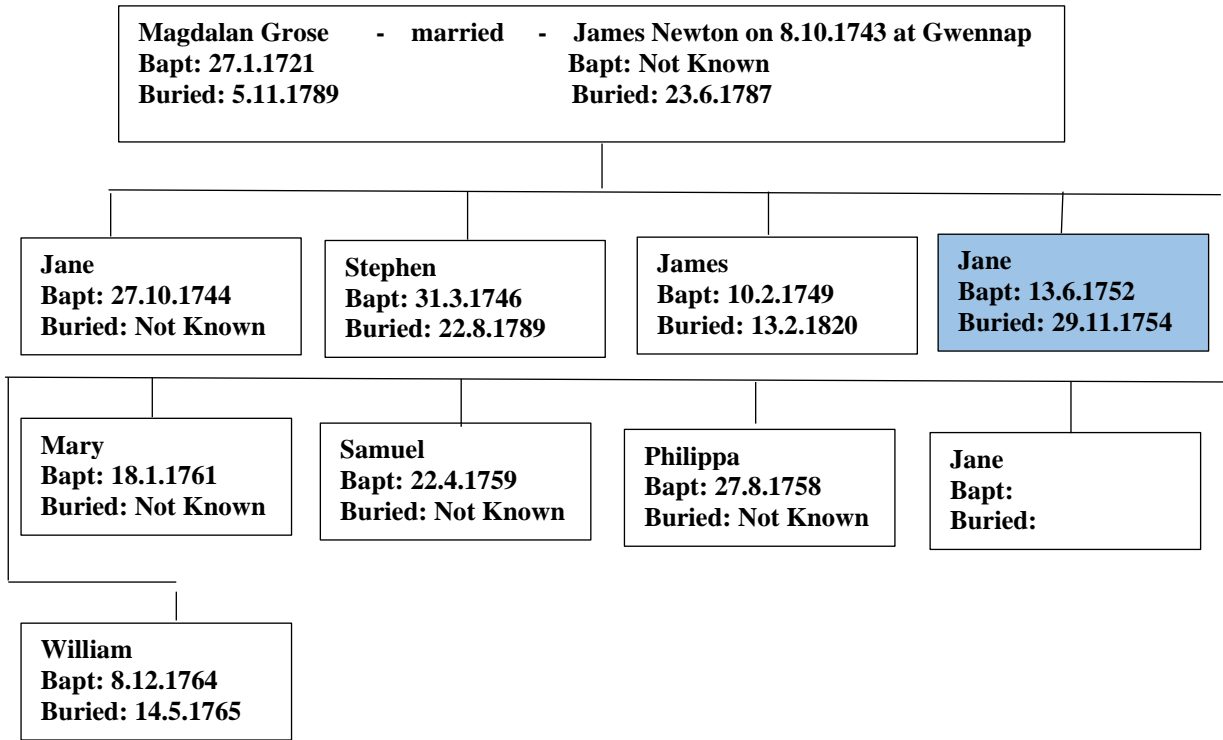 Magdalan Grose - married - James Newton on 8.10.1743 at Gwennap
Bapt: 27.1.1721 Bapt: Not Known
Buried: 5.11.1789 Buried: 23.6.1787
Jane
Bapt: 27.10.1744
Buried: Not Known
Stephen
Bapt: 31.3.1746
Buried: 22.8.1789
James
Bapt: 10.2.1749
Buried: 13.2.1820
Jane
Bapt: 13.6.1752
Buried: 29.11.1754
Mary
Bapt: 18.1.1761
Buried: Not Known
Samuel
Bapt: 22.4.1759
Buried: Not Known
Philippa
Bapt: 27.8.1758
Buried: Not Known
Jane
Bapt:
Buried:
William
Bapt: 8.12.1764
Buried: 14.5.1765